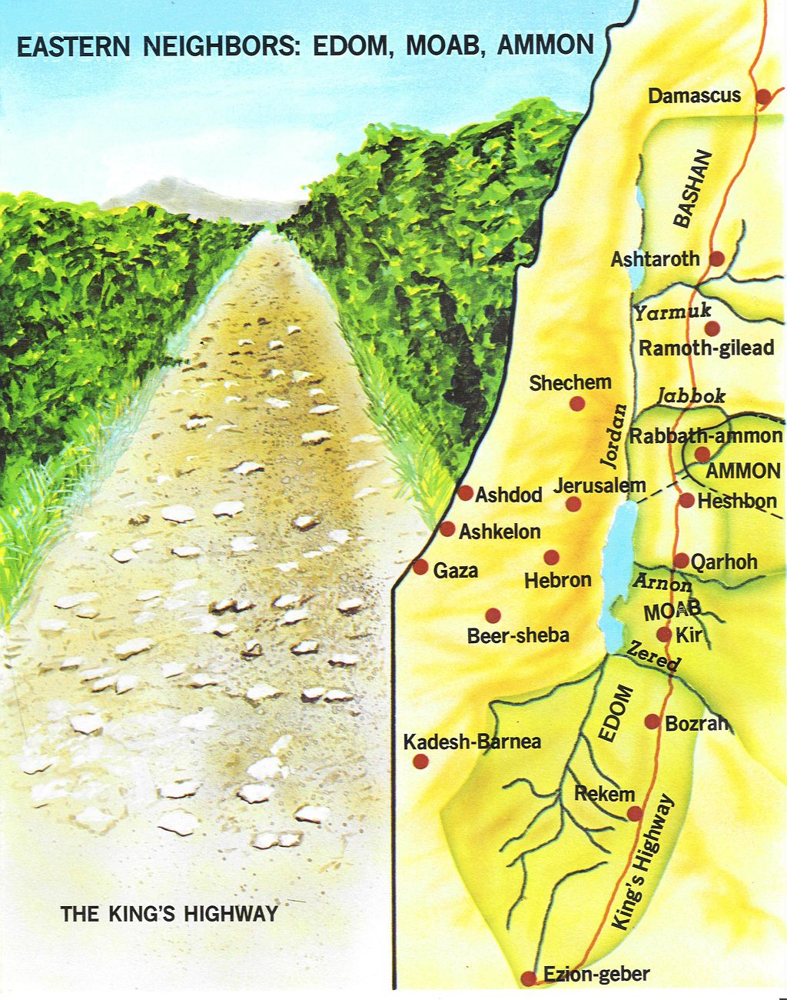 EASTERN NEIGHBORS: EDOM, MOAB, AMMON
Damascus
BASHAN
Ashtaroth
Yarmuk
Ramoth-gilead
Shechem
Jabbok
Jordan
Rabbath-ammon
AMMON
Ashdod
Jerusalem
Heshbon
Ashkelon
Qarhoh
Gaza
Hebron
Arnon
MOAB
Beer-sheba
Kir
Zered
EDOM
Bozrah
Kadesh-Barnea
Rekem
King's Highway
THE KING'S HIGHWAY
Ezion-geber